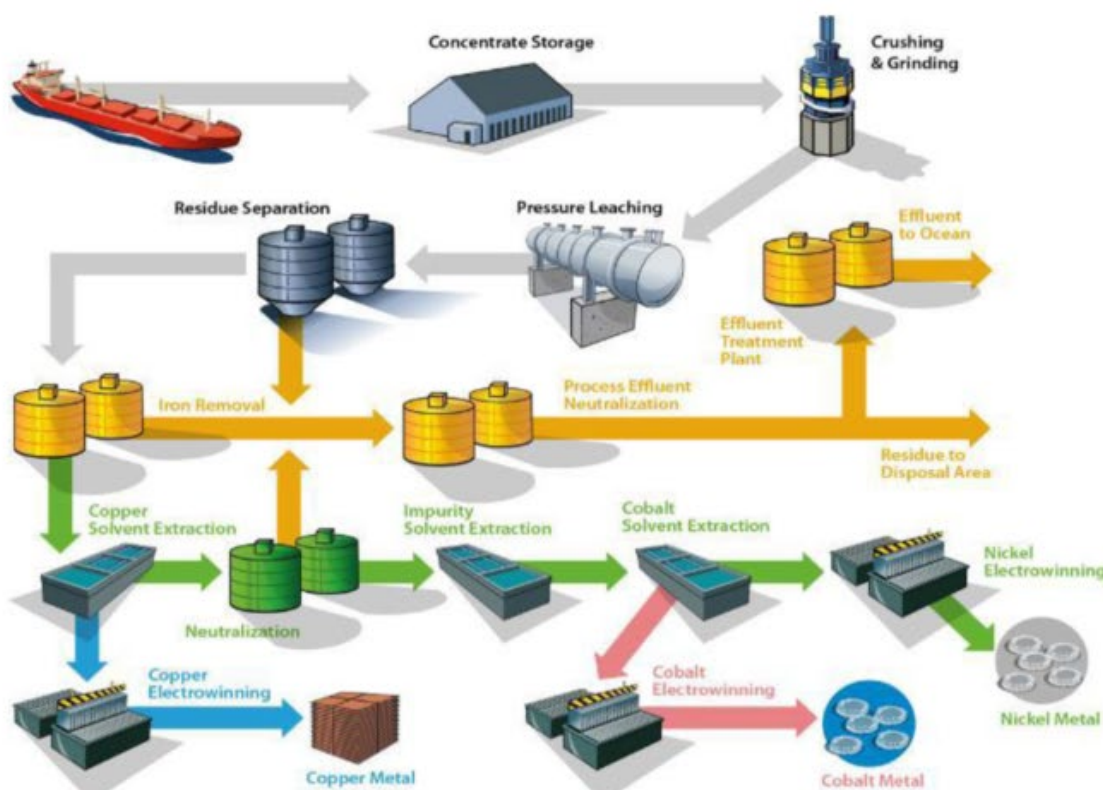 Concentrate Storage
Crushing
& Grinding
Residue Separation
Pressure Leaching
Effluent
to Ocean
Effluent
Treatment
Plant
Iron Removal
Process Effluent
Neutralization
Residue to
Disposal Area
Copper
Solvent Extraction
Impurity
Solvent Extraction
Cobalt
Solvent Extraction
Nickel
Electrowinning
Neutralization
Copper
Electrowinning
Cobalt
Electrowinning
Nickel Metal
Copper Metal
Cobalt Metal